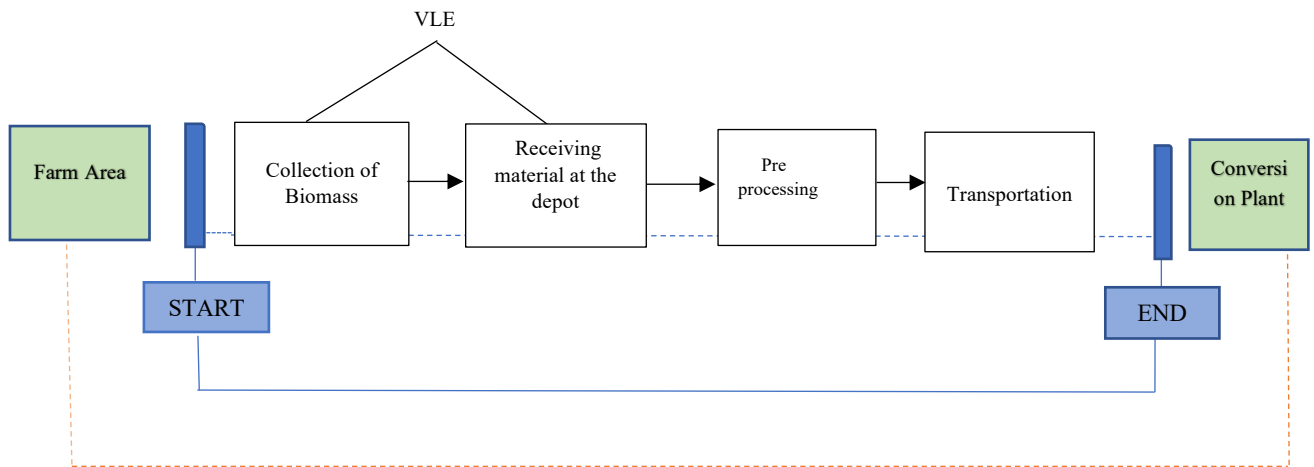 VLE
Farm Area
Collection of
Biomass
Receiving
material at the
depot
Pre
processing
Transportation
Conversi
on Plant
START
END